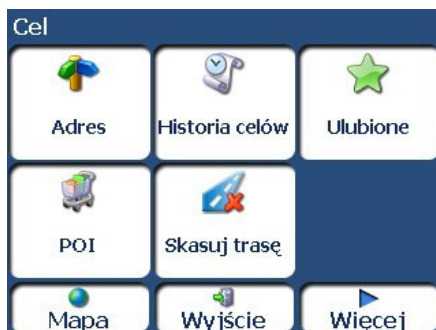 Cel
Adres
Historia celów
Ulubione
POI
Skasuj trasę
Mapa
Wyjście
Więcej